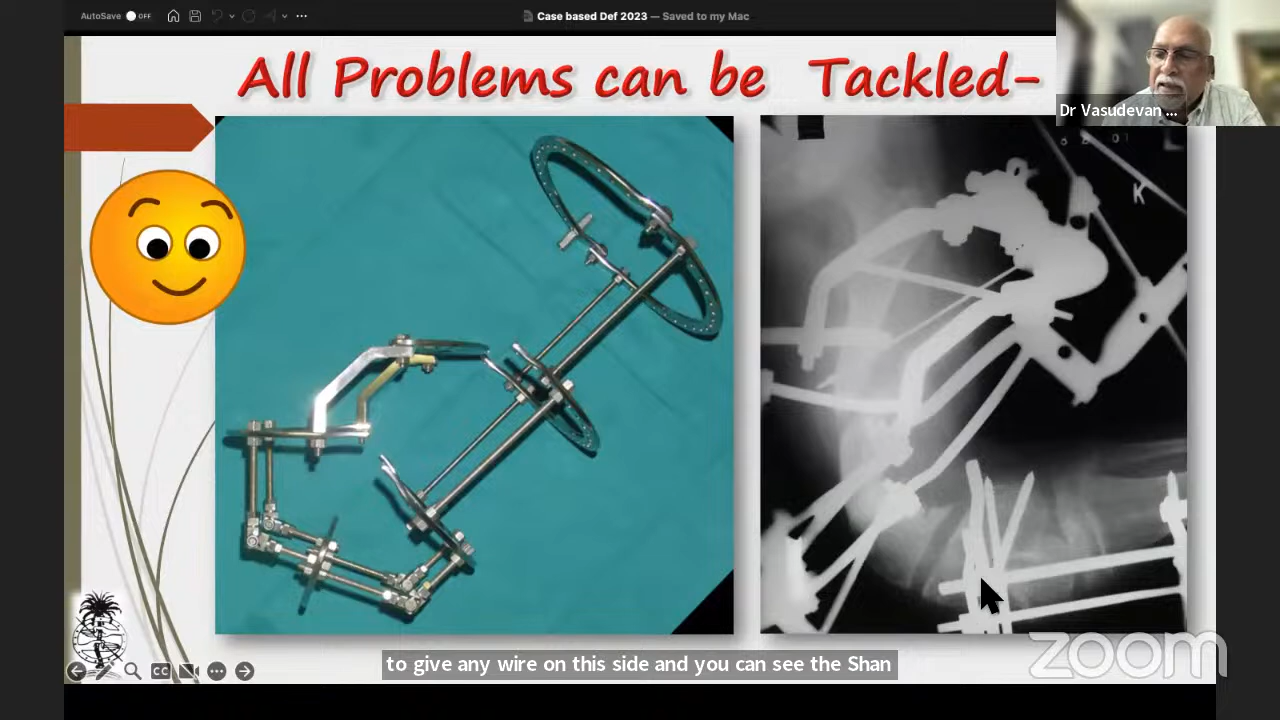 AutoSave OFF
Case based Def 2023 — Saved to my Mac
All Problems can be Tackled-
Dr Vasudevan ...
K
CC
to give any wire on this side and you can see the Shan
zoom